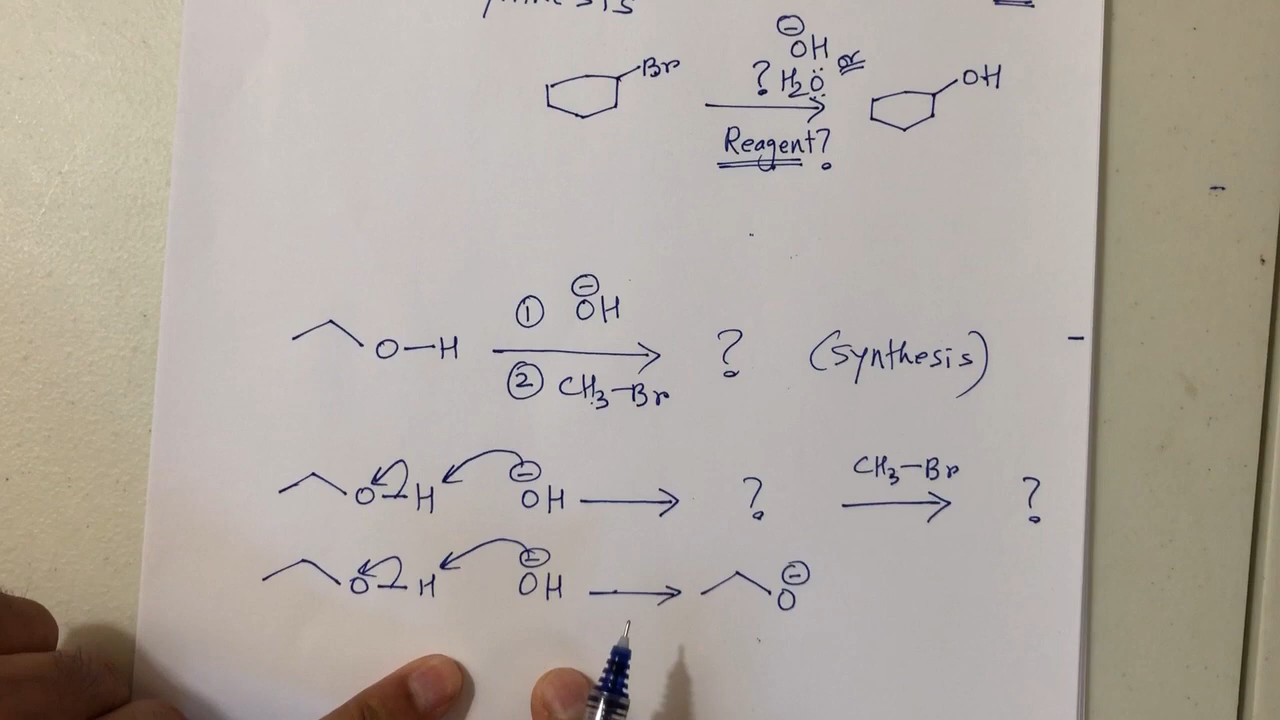 Br
⊖
OH or
? H₂Ö
OH
Reagent?
① ⊖OH
O—H ? (Synthesis)
② CH₃—Br
O—H ⊖OH ? CH₃—Br ?
O—H ⊖OH O⊖